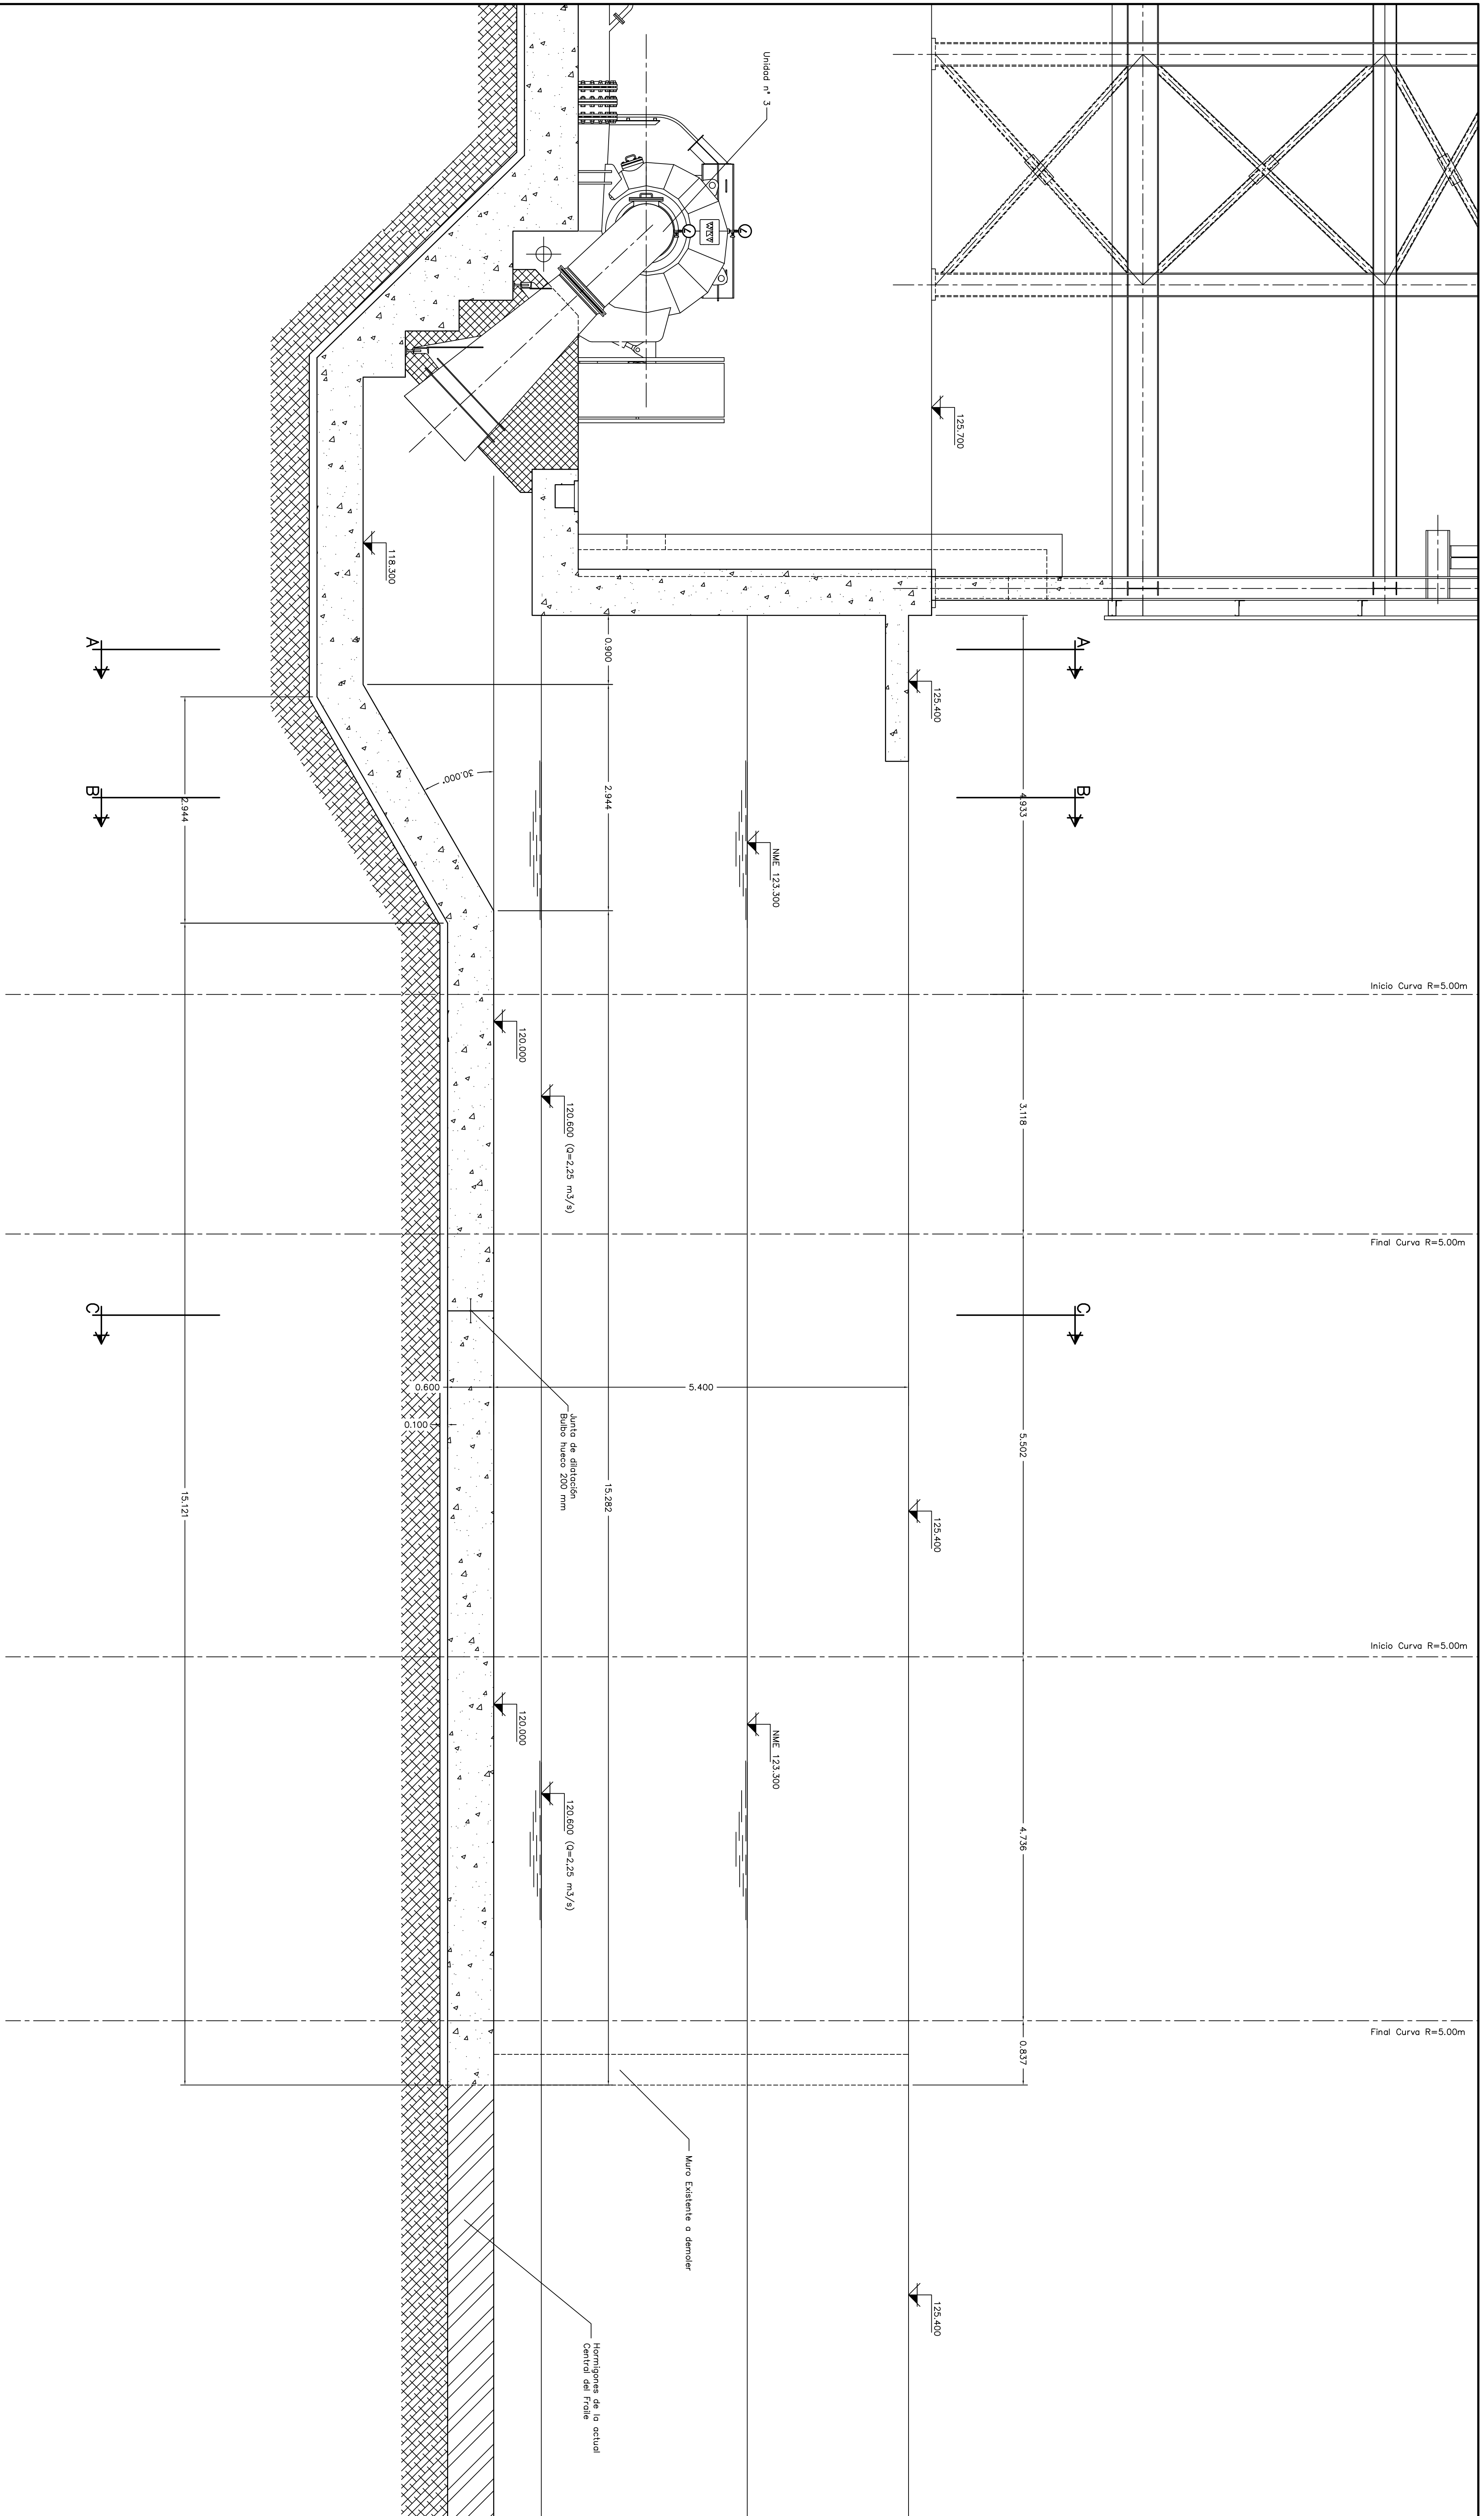 Unidad n° 3
125.700
118.300
A
A
0.900
125.400
2.944
30.000°
2.944
B
B
4.933
NME 123.300
Inicio Curva R=5.00m
120.000
120.600 (Q=2,25 m3/s)
3.118
Final Curva R=5.00m
C
C
0.600
5.400
0.100
Junta de dilatación
Bulbo hueco 200 mm
5.502
15.121
15.282
125.400
Inicio Curva R=5.00m
120.000
NME 123.300
120.600 (Q=2,25 m3/s)
4.736
Final Curva R=5.00m
0.837
Muro Existente a demoler
125.400
Hormigones de la actual
Central del Fraile